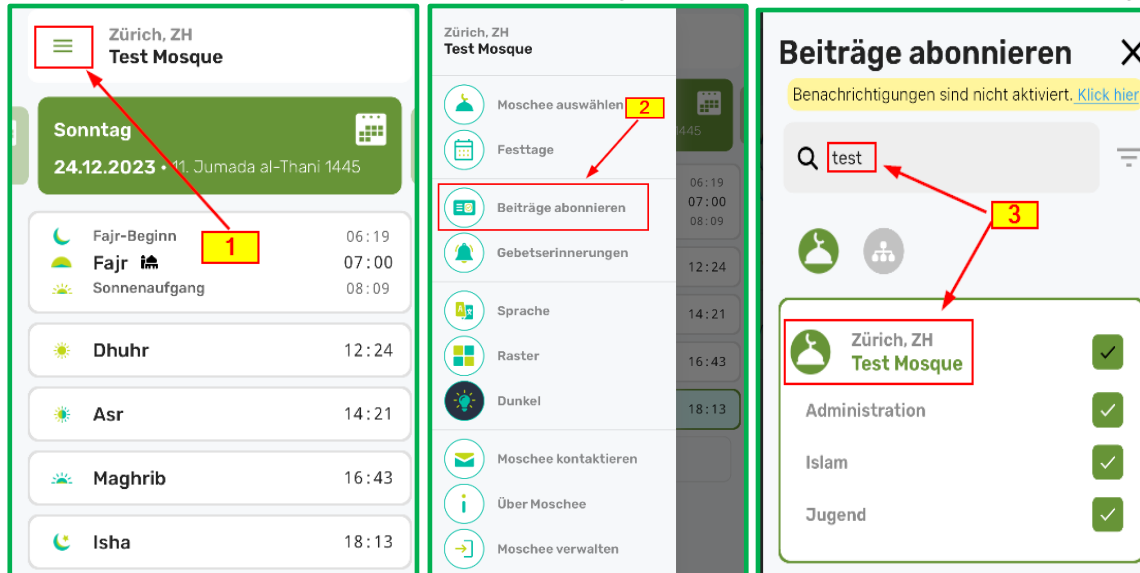 Zürich, ZH
Test Mosque
Sonntag
24.12.2023 • 11. Jumada al-Thani 1445
Fajr-Beginn 06:19
Fajr 07:00
Sonnenaufgang 08:09
1
Dhuhr 12:24
Asr 14:21
Maghrib 16:43
Isha 18:13
Zürich, ZH
Test Mosque
Moschee auswählen
2
Festtage
1445
Beiträge abonnieren
Gebetserinnerungen
Sprache
Raster
Dunkel
Moschee kontaktieren
Über Moschee
Moschee verwalten
06:19
07:00
08:09
12:24
14:21
16:43
18:13
Beiträge abonnieren
Benachrichtigungen sind nicht aktiviert. Klick hier
test
3
Zürich, ZH
Test Mosque
Administration
Islam
Jugend